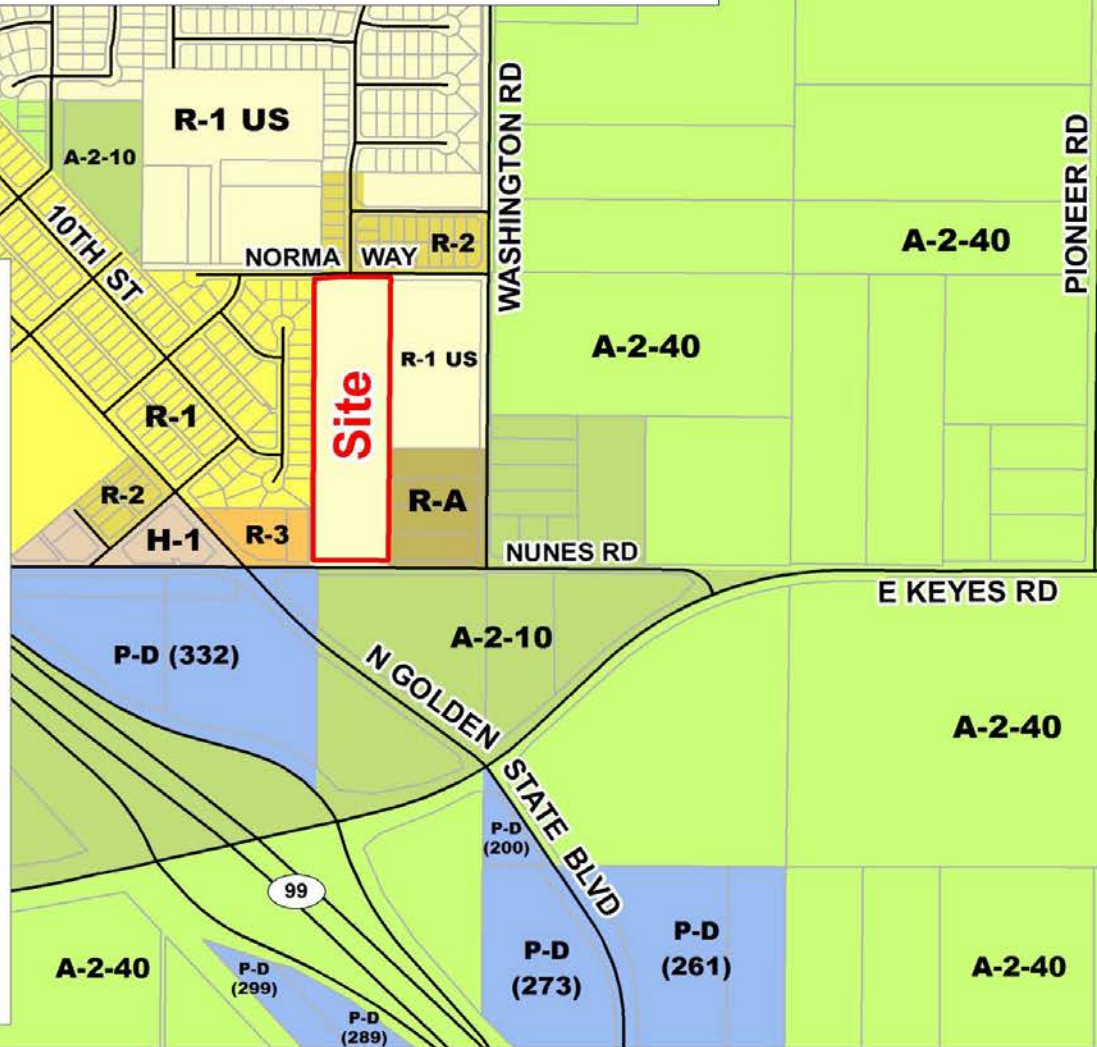 R-1 US
WASHINGTON RD
PIONEER RD
A-2-10
10TH ST
R-2
A-2-40
NORMA WAY
A-2-40
R-1 US
Site
R-1
R-2
R-A
H-1
R-3
NUNES RD
E KEYES RD
A-2-10
P-D (332)
N GOLDEN STATE BLVD
A-2-40
P-D
(200)
99
P-D
(261)
P-D
(273)
A-2-40
A-2-40
P-D
(299)
P-D
(289)